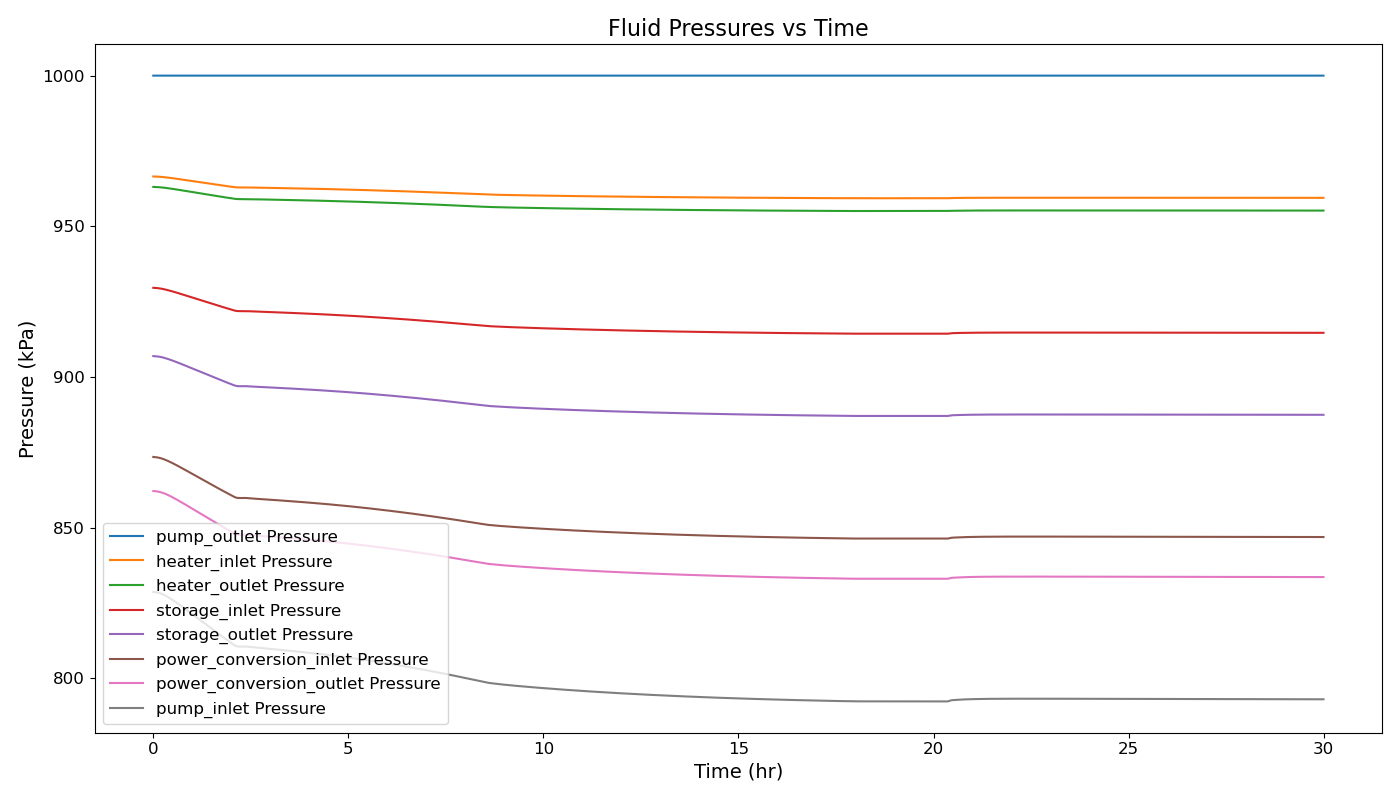 Fluid Pressures vs Time
1000
950
900
850
800
Pressure (kPa)
pump_outlet Pressure
heater_inlet Pressure
heater_outlet Pressure
storage_inlet Pressure
storage_outlet Pressure
power_conversion_inlet Pressure
power_conversion_outlet Pressure
pump_inlet Pressure
0 5 10 15 20 25 30
Time (hr)